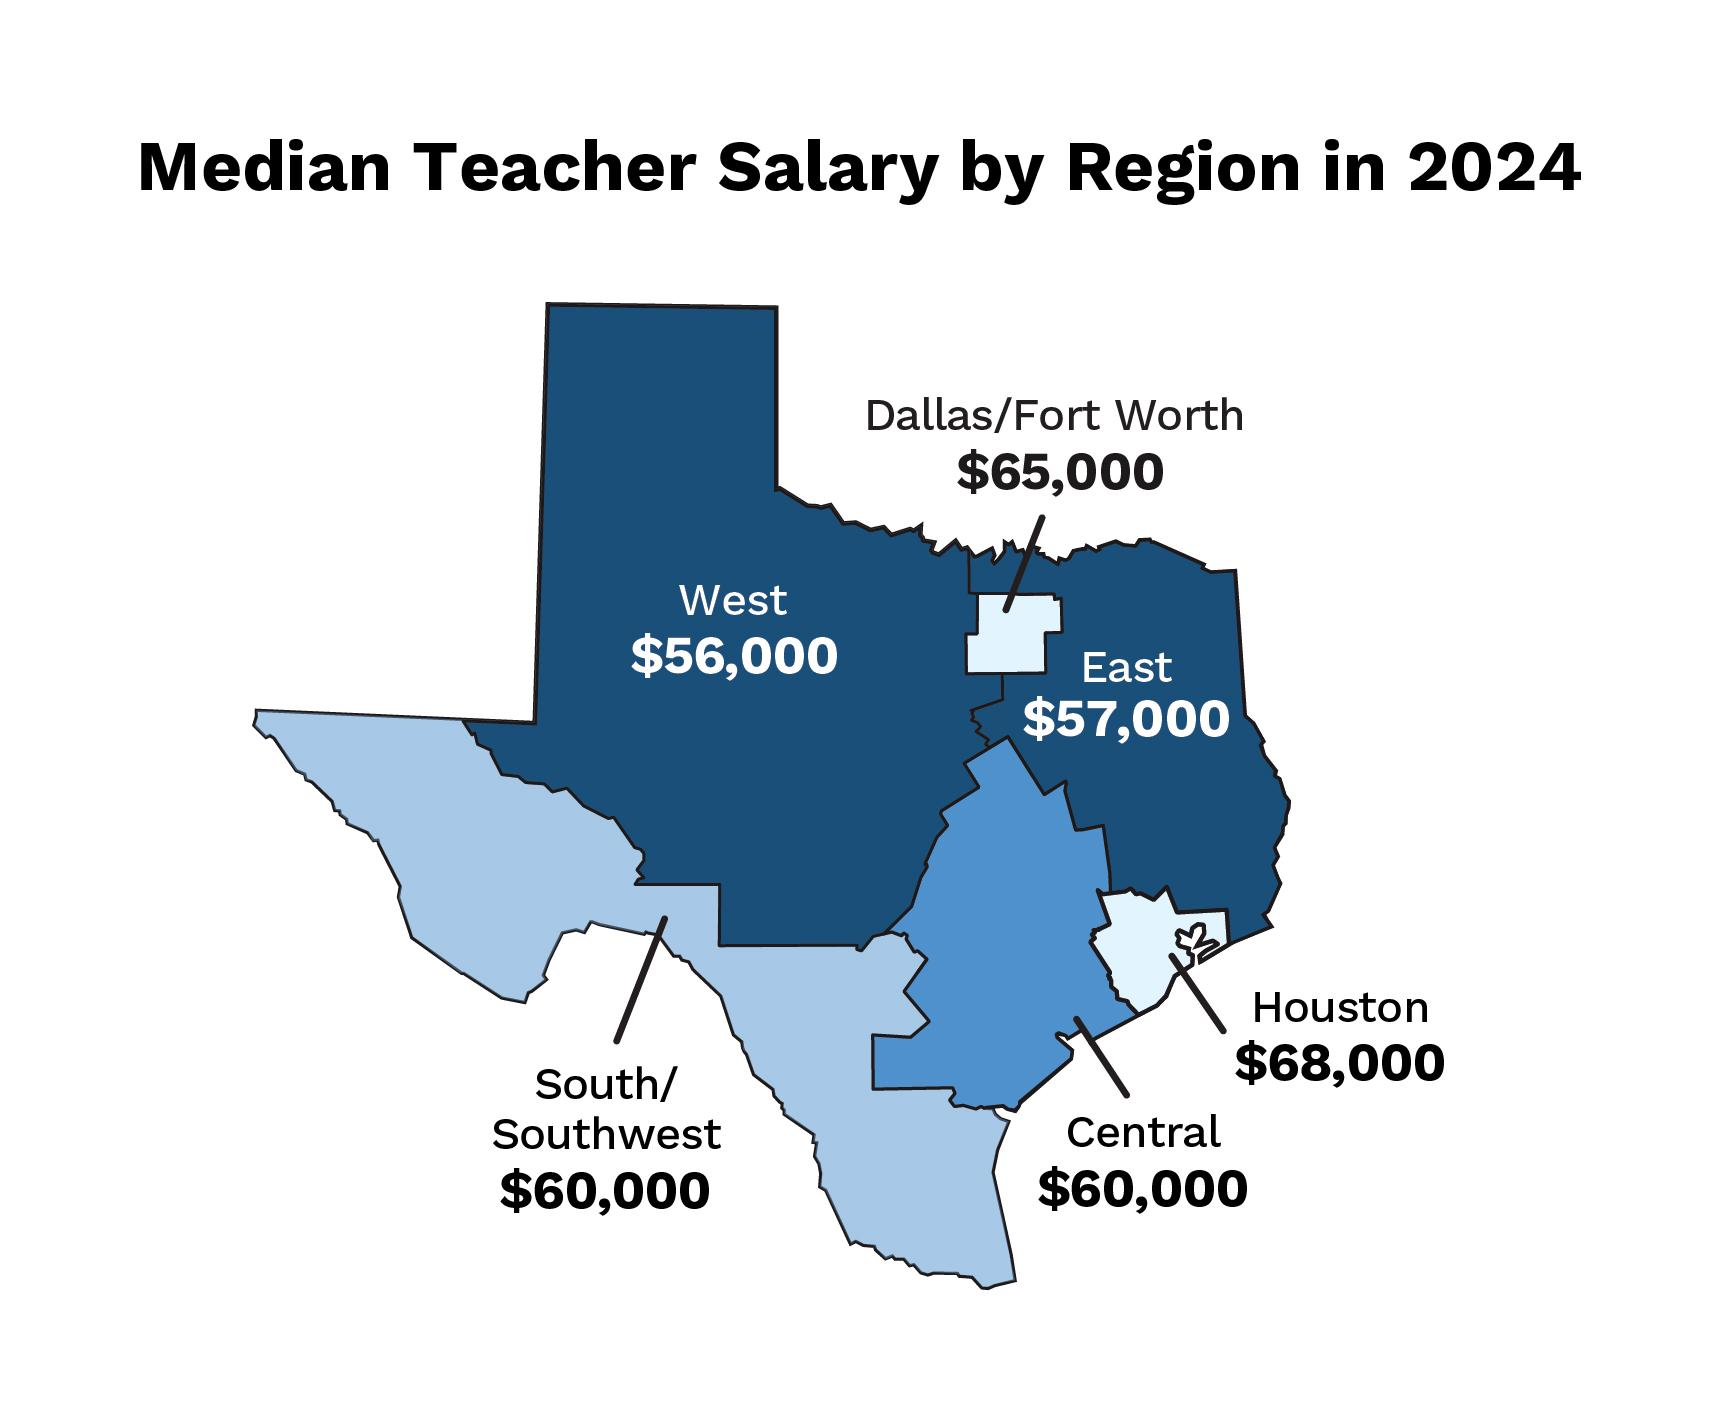 Median Teacher Salary by Region in 2024
Dallas/Fort Worth
$65,000
West
$56,000
East
$57,000
Houston
$68,000
South/
Southwest
$60,000
Central
$60,000